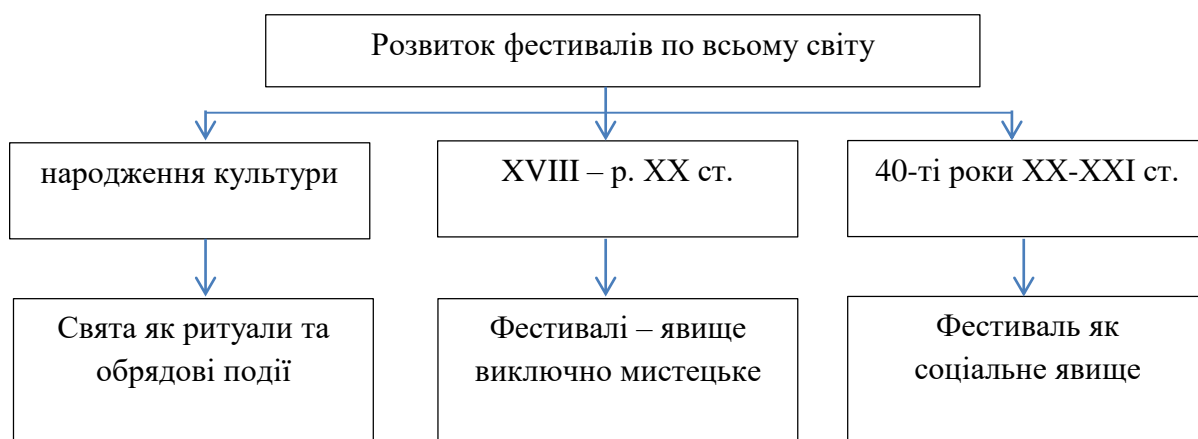 Розвиток фестивалів по всьому світу
народження культури
XVIII – р. XX ст.
40-ті роки XX-XXI ст.
Свята як ритуали та
обрядові події
Фестивалі – явище
виключно мистецьке
Фестиваль як
соціальне явище